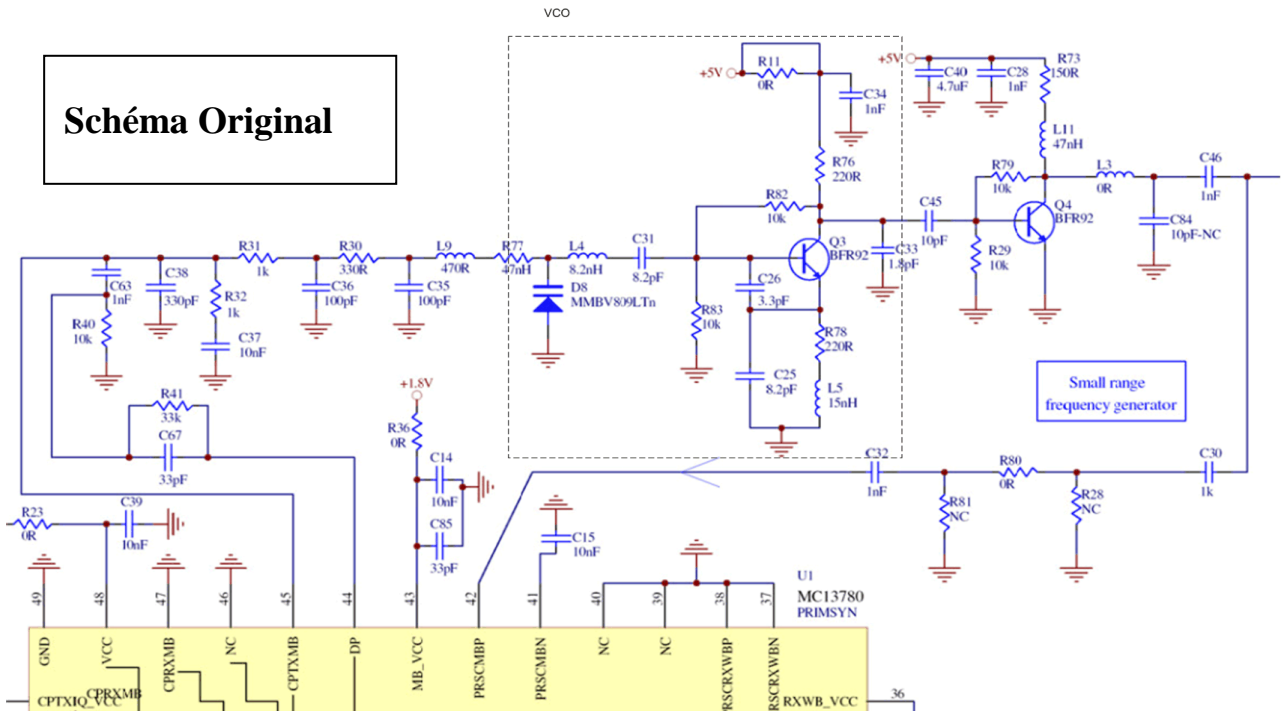 VCO
Schéma Original
+5V
R11
0R
C34
1nF
R76
220R
R82
10k
+5V
C40
4.7uF
C28
1nF
R73
150R
L11
47nH
R79
10k
L3
0R
C46
1nF
Q4
BFR92
C84
10pF-NC
R29
10k
C45
10pF
C33
1.8pF
Q3
BFR92
C31
8.2pF
L4
8.2nH
R77
47nH
L9
470R
R30
330R
R31
1k
C63
1nF
C38
330pF
R32
1k
C36
100pF
C35
100pF
D8
MMBV809LTn
C26
3.3pF
R83
10k
R78
220R
C25
8.2pF
L5
15nH
R40
10k
C37
10nF
R41
33k
C67
33pF
+1.8V
R36
0R
C14
10nF
C85
33pF
C15
10nF
Small range
frequency generator
C32
1nF
R80
0R
C30
1k
R81
NC
R28
NC
R23
0R
C39
10nF
U1
MC13780
PRIMSYN
49
48
47
46
45
44
43
42
41
40
39
38
37
GND
VCC
CPRXMB
NC
CPTXMB
DP
MB_VCC
PRSCMBP
PRSCMBN
NC
NC
PRSCRXWBP
PRSCRXWBN
CPTXIQ_VCC
CPRXMB
RXWB_VCC
36